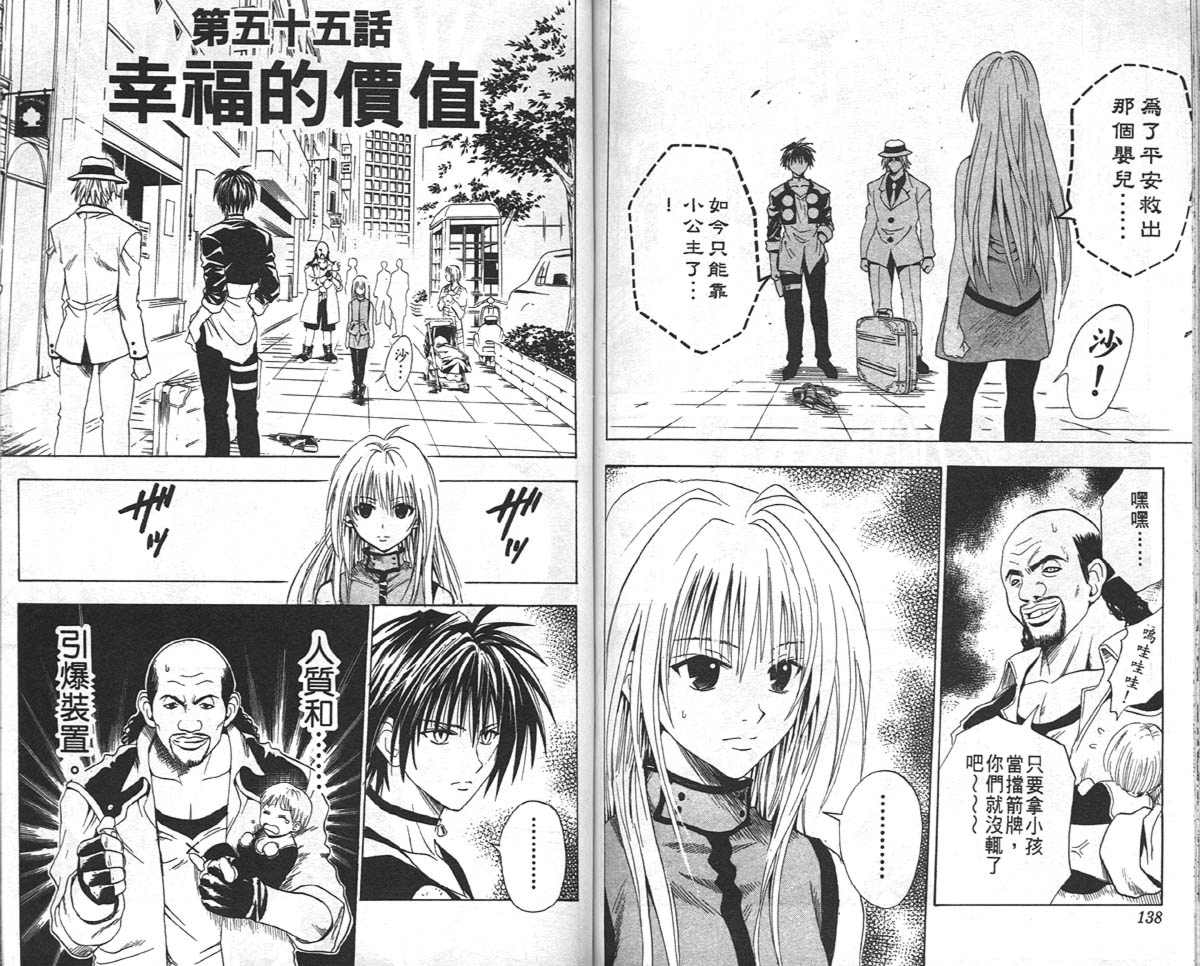 為了平安救出
那個嬰兒⋯⋯
如今只能靠
小公主了⋯
！
沙！
嘿
嘿⋯⋯
嗚哇哇哇！
只要拿小孩
當擋箭牌，
你們就沒輒了
吧～～～～
⋯⋯⋯
138
第五十五話
幸福的價值
沙⋯
ザッ
ザッ
⋯⋯⋯
人質和⋯⋯
引爆裝置。